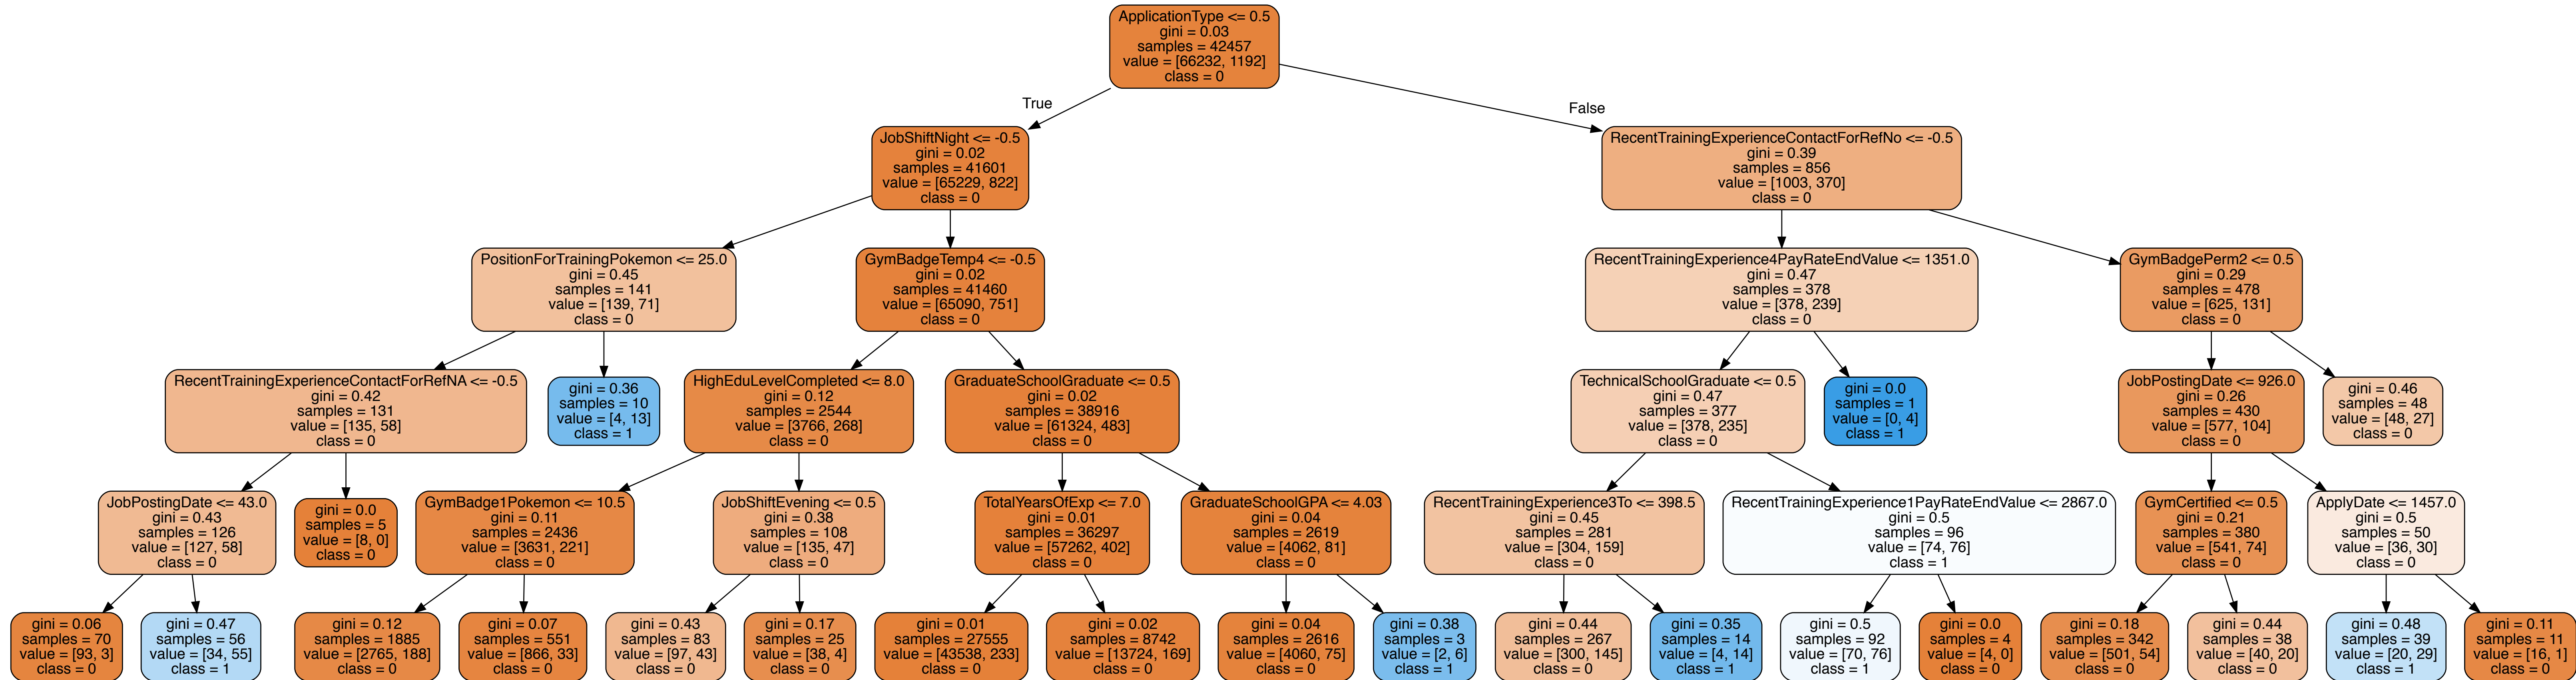 ApplicationType <= 0.5
gini = 0.03
samples = 42457
value = [66232, 1192]
class = 0
True
False
JobShiftNight <= -0.5
gini = 0.02
samples = 41601
value = [65229, 822]
class = 0
RecentTrainingExperienceContactForRefNo <= -0.5
gini = 0.39
samples = 856
value = [1003, 370]
class = 0
PositionForTrainingPokemon <= 25.0
gini = 0.45
samples = 141
value = [139, 71]
class = 0
GymBadgeTemp4 <= -0.5
gini = 0.02
samples = 41460
value = [65090, 751]
class = 0
RecentTrainingExperience4PayRateEndValue <= 1351.0
gini = 0.47
samples = 378
value = [378, 239]
class = 0
GymBadgePerm2 <= 0.5
gini = 0.29
samples = 478
value = [625, 131]
class = 0
RecentTrainingExperienceContactForRefNA <= -0.5
gini = 0.42
samples = 131
value = [135, 58]
class = 0
gini = 0.36
samples = 10
value = [4, 13]
class = 1
HighEduLevelCompleted <= 8.0
gini = 0.12
samples = 2544
value = [3766, 268]
class = 0
GraduateSchoolGraduate <= 0.5
gini = 0.02
samples = 38916
value = [61324, 483]
class = 0
TechnicalSchoolGraduate <= 0.5
gini = 0.47
samples = 377
value = [378, 235]
class = 0
gini = 0.0
samples = 1
value = [0, 4]
class = 1
JobPostingDate <= 926.0
gini = 0.26
samples = 430
value = [577, 104]
class = 0
gini = 0.46
samples = 48
value = [48, 27]
class = 0
JobPostingDate <= 43.0
gini = 0.43
samples = 126
value = [127, 58]
class = 0
gini = 0.0
samples = 5
value = [8, 0]
class = 0
GymBadge1Pokemon <= 10.5
gini = 0.11
samples = 2436
value = [3631, 221]
class = 0
JobShiftEvening <= 0.5
gini = 0.38
samples = 108
value = [135, 47]
class = 0
TotalYearsOfExp <= 7.0
gini = 0.01
samples = 36297
value = [57262, 402]
class = 0
GraduateSchoolGPA <= 4.03
gini = 0.04
samples = 2619
value = [4062, 81]
class = 0
RecentTrainingExperience3To <= 398.5
gini = 0.45
samples = 281
value = [304, 159]
class = 0
RecentTrainingExperience1PayRateEndValue <= 2867.0
gini = 0.5
samples = 96
value = [74, 76]
class = 1
GymCertified <= 0.5
gini = 0.21
samples = 380
value = [541, 74]
class = 0
ApplyDate <= 1457.0
gini = 0.5
samples = 50
value = [36, 30]
class = 0
gini = 0.06
samples = 70
value = [93, 3]
class = 0
gini = 0.47
samples = 56
value = [34, 55]
class = 1
gini = 0.12
samples = 1885
value = [2765, 188]
class = 0
gini = 0.07
samples = 551
value = [866, 33]
class = 0
gini = 0.43
samples = 83
value = [97, 43]
class = 0
gini = 0.17
samples = 25
value = [38, 4]
class = 0
gini = 0.01
samples = 27555
value = [43538, 233]
class = 0
gini = 0.02
samples = 8742
value = [13724, 169]
class = 0
gini = 0.04
samples = 2616
value = [4060, 75]
class = 0
gini = 0.38
samples = 3
value = [2, 6]
class = 1
gini = 0.44
samples = 267
value = [300, 145]
class = 0
gini = 0.35
samples = 14
value = [4, 14]
class = 1
gini = 0.5
samples = 92
value = [70, 76]
class = 1
gini = 0.0
samples = 4
value = [4, 0]
class = 0
gini = 0.18
samples = 342
value = [501, 54]
class = 0
gini = 0.44
samples = 38
value = [40, 20]
class = 0
gini = 0.48
samples = 39
value = [20, 29]
class = 1
gini = 0.11
samples = 11
value = [16, 1]
class = 0